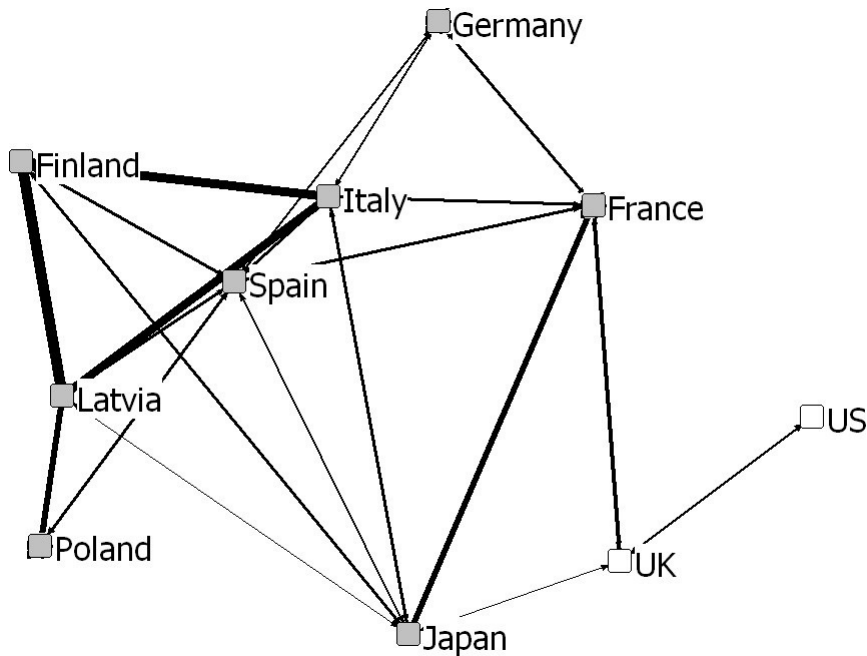 Germany
Finland
Italy
France
Spain
Latvia
US
Poland
UK
Japan